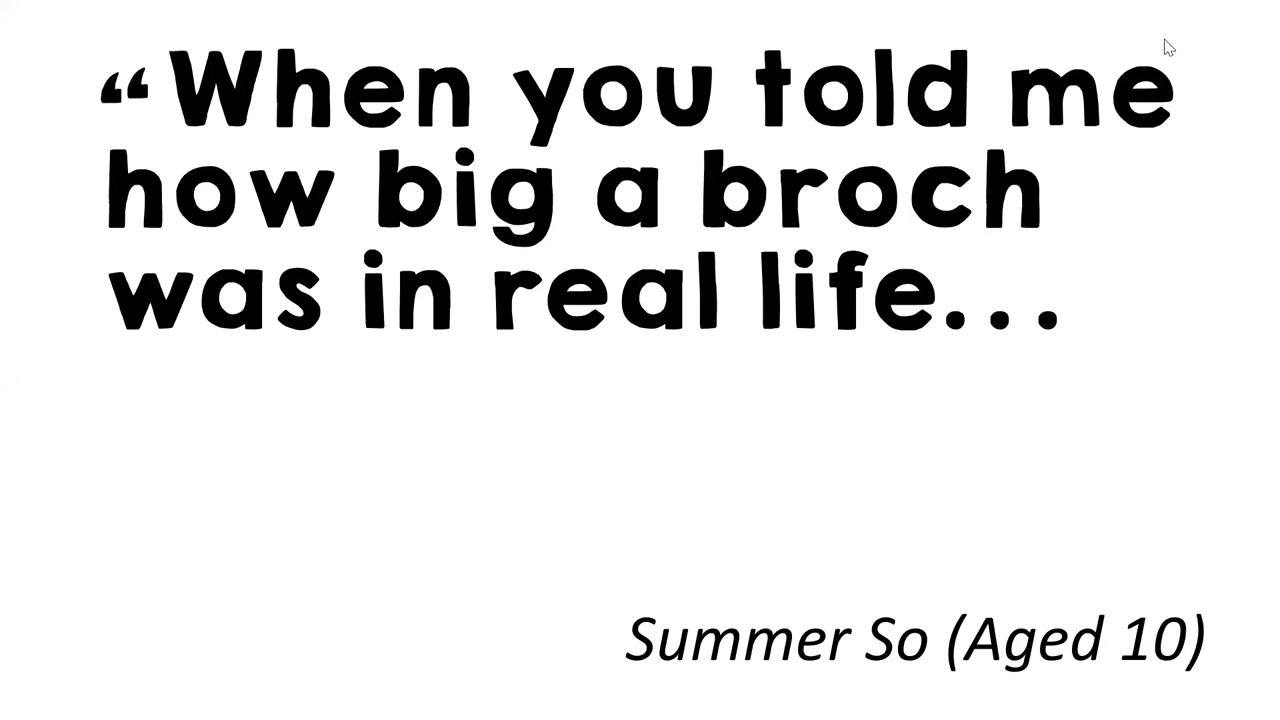 “When you told me
how big a broch
was in real life...
Summer So (Aged 10)